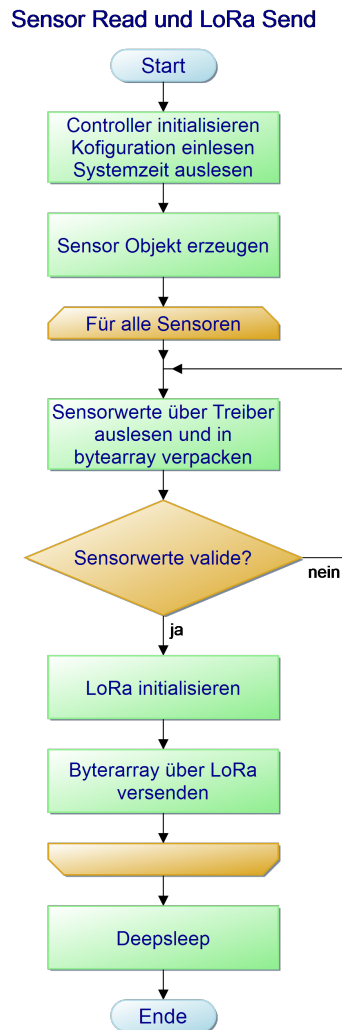 Sensor Read und LoRa Send
Start
Controller initialisieren
Kofiguration einlesen
Systemzeit auslesen
Sensor Objekt erzeugen
Für alle Sensoren
Sensorwerte über Treiber
auslesen und in
bytearray verpacken
Sensorwerte valide?
nein
ja
LoRa initialisieren
Byterarray über LoRa
versenden
Deepsleep
Ende